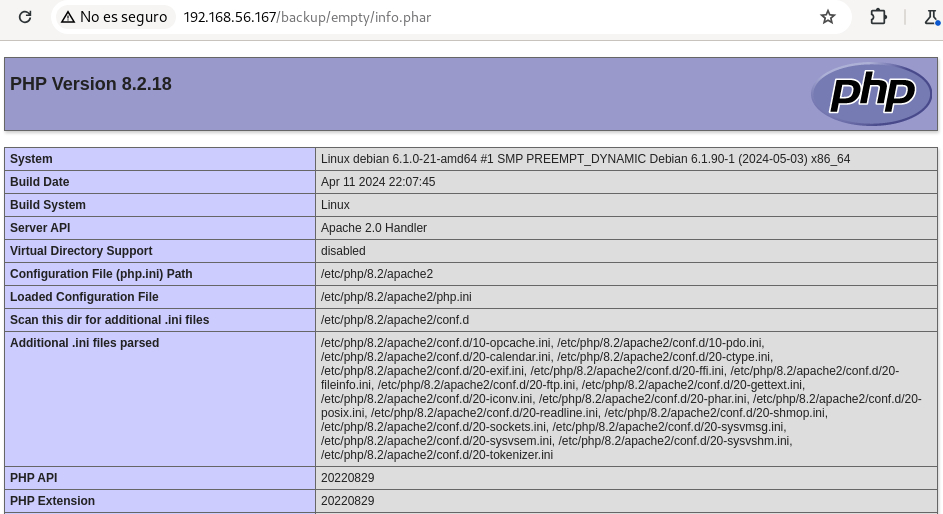 No es seguro 192.168.56.167/backup/empty/info.phar
PHP Version 8.2.18
php
System Linux debian 6.1.0-21-amd64 #1 SMP PREEMPT_DYNAMIC Debian 6.1.90-1 (2024-05-03) x86_64
Build Date Apr 11 2024 22:07:45
Build System Linux
Server API Apache 2.0 Handler
Virtual Directory Support disabled
Configuration File (php.ini) Path /etc/php/8.2/apache2
Loaded Configuration File /etc/php/8.2/apache2/php.ini
Scan this dir for additional .ini files /etc/php/8.2/apache2/conf.d
Additional .ini files parsed /etc/php/8.2/apache2/conf.d/10-opcache.ini, /etc/php/8.2/apache2/conf.d/10-pdo.ini,
/etc/php/8.2/apache2/conf.d/20-calendar.ini, /etc/php/8.2/apache2/conf.d/20-ctype.ini,
/etc/php/8.2/apache2/conf.d/20-exif.ini, /etc/php/8.2/apache2/conf.d/20-ffi.ini, /etc/php/8.2/apache2/conf.d/20-
fileinfo.ini, /etc/php/8.2/apache2/conf.d/20-ftp.ini, /etc/php/8.2/apache2/conf.d/20-gettext.ini,
/etc/php/8.2/apache2/conf.d/20-iconv.ini, /etc/php/8.2/apache2/conf.d/20-phar.ini, /etc/php/8.2/apache2/conf.d/20-
posix.ini, /etc/php/8.2/apache2/conf.d/20-readline.ini, /etc/php/8.2/apache2/conf.d/20-shmop.ini,
/etc/php/8.2/apache2/conf.d/20-sockets.ini, /etc/php/8.2/apache2/conf.d/20-sysvmsg.ini,
/etc/php/8.2/apache2/conf.d/20-sysvsem.ini, /etc/php/8.2/apache2/conf.d/20-sysvshm.ini,
/etc/php/8.2/apache2/conf.d/20-tokenizer.ini
PHP API 20220829
PHP Extension 20220829